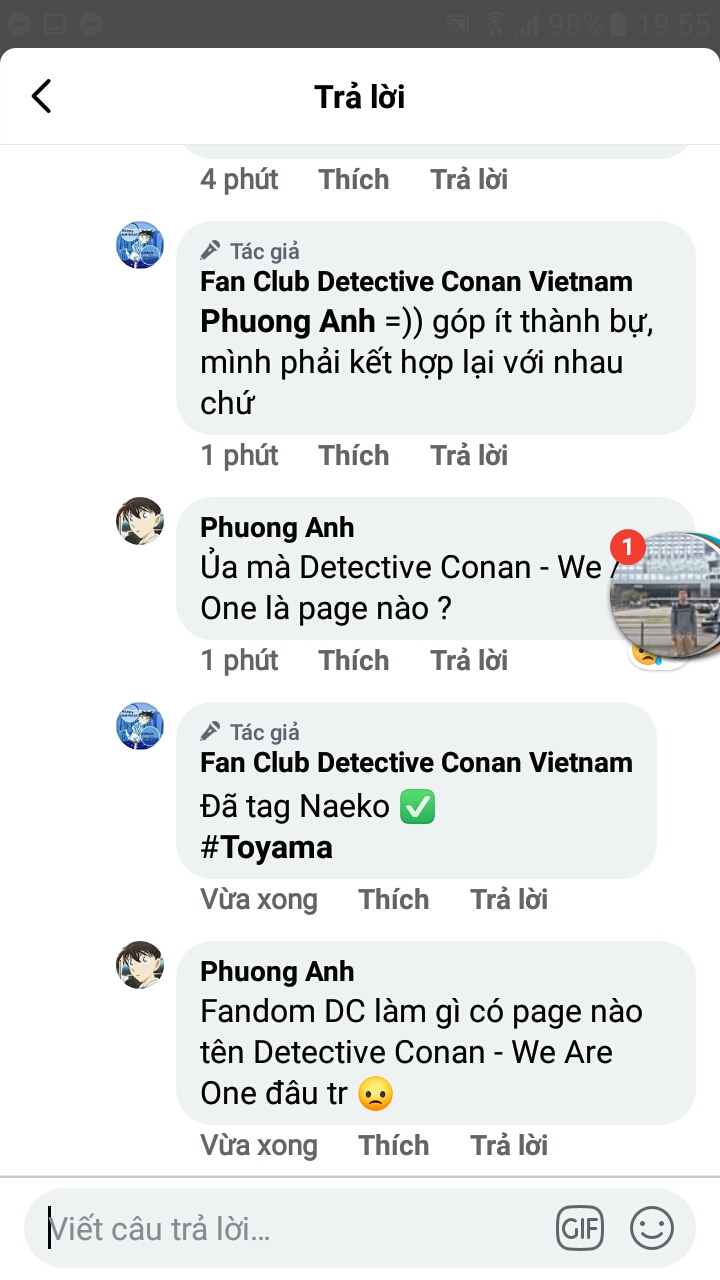 98% 19:55
Trả lời
4 phút Thích Trả lời
Tác giả
Fan Club Detective Conan Vietnam
Phuong Anh =)) góp ít thành bự,
mình phải kết hợp lại với nhau
chứ
1 phút Thích Trả lời
Phuong Anh
Ủa mà Detective Conan - We
One là page nào ?
1
1 phút Thích Trả lời
Tác giả
Fan Club Detective Conan Vietnam
Đã tag Naeko ✅
#Toyama
Vừa xong Thích Trả lời
Phuong Anh
Fandom DC làm gì có page nào
tên Detective Conan - We Are
One đâu tr 😞
Vừa xong Thích Trả lời
Viết câu trả lời... GIF